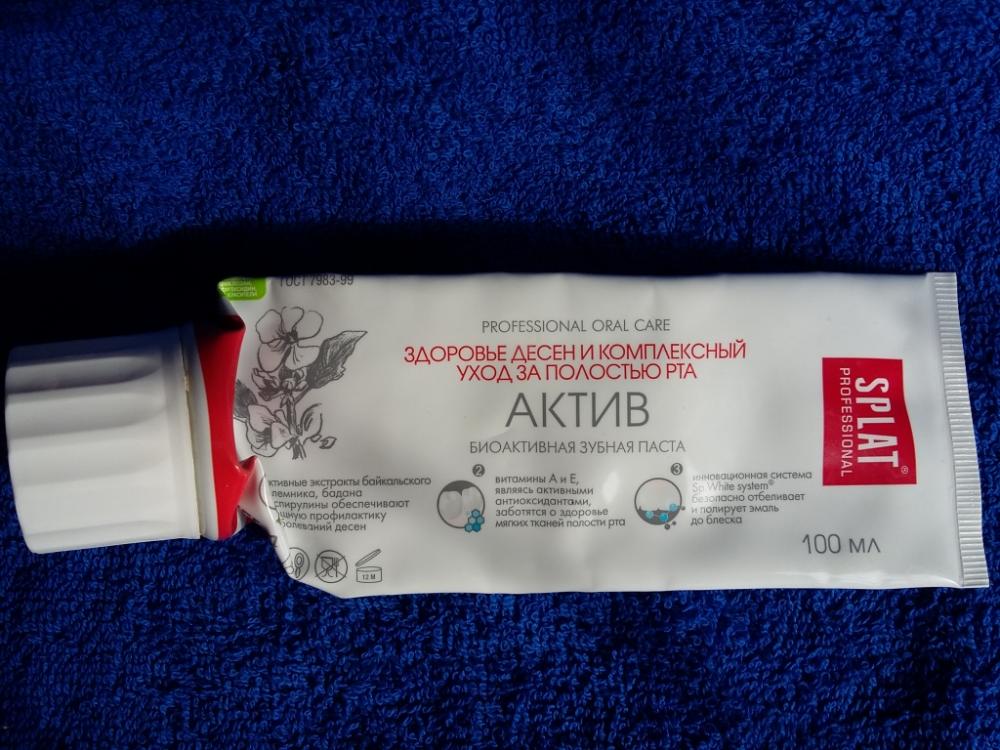 ГОСТ 7983-99
PROFESSIONAL ORAL CARE
ЗДОРОВЬЕ ДЕСЕН И КОМПЛЕКСНЫЙ
УХОД ЗА ПОЛОСТЬЮ РТА
АКТИВ
БИОАКТИВНАЯ ЗУБНАЯ ПАСТА
ктивные экстракты байкальского
лемника, бадана
спирулины обеспечивают
профилактику
десен
2
витамины А и Е,
являясь активными
антиоксидантами,
заботятся о здоровье
мягких тканей полости рта
3
инновационная система
Sp.White system®
безопасно отбеливает
и полирует эмаль
до блеска
12 M
100 МЛ
SPLAT®
PROFESSIONAL